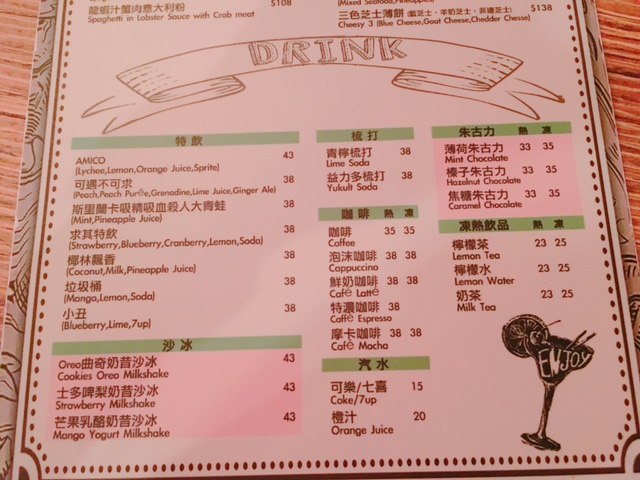 龍蝦汁蟹肉意大利粉
Spaghetti in Lobster Sauce with Crab meat $108
(Mixed Seafood,Pineapples)
三色芝士薄餅 (藍芝士，羊奶芝士，車打芝士) $138
Cheesy 3 (Blue Cheese,Goat Cheese,Chedder Chesse)
DRINK
特飲
AMICO 43
(Lychee,Lemon,Orange Juice,Sprite)
可遇不可求 38
(Peach Purée,Grenadine,Lime Juice,Ginger Ale)
斯里蘭卡吸精吸血殺人大青蛙 38
(Mint,Pineapple Juice)
求其特飲 38
(Strawberry,Blueberry,Cranberry,Lemon,Soda)
椰林飄香 38
(Coconut,Milk,Pineapple Juice)
垃圾桶 38
(Mango,Lemon,Soda)
小丑 38
(Blueberry,Lime,7up)
沙冰
Oreo曲奇奶昔沙冰 43
Cookies Oreo Milkshake
士多啤梨奶昔沙冰 43
Strawberry Milkshake
芒果乳酪奶昔沙冰 43
Mango Yogurt Milkshake
梳打
青檸梳打 38
Lime Soda
益力多梳打 38
Yukult Soda
咖啡 熱 凍
咖啡 35 35
Coffee
泡沫咖啡 38 38
Cappuccino
鮮奶咖啡 38 38
Café Latté
特濃咖啡 38
Café Espresso
摩卡咖啡 38 38
Café Mocha
汽水
可樂/七喜 15
Coke/7up
橙汁 20
Orange Juice
朱古力 熱 凍
薄荷朱古力 33 35
Mint Chocolate
榛子朱古力 33 35
Hazelnut Chocolate
焦糖朱古力 33 35
Caramel Chocolate
凍熱飲品 熱 凍
檸檬茶 23 25
Lemon Tea
檸檬水 23 25
Lemon Water
奶茶 23 25
Milk Tea
ENJOY